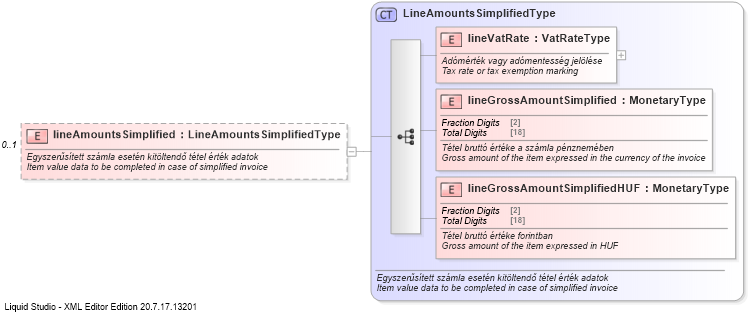 CT LineAmountsSimplifiedType
E lineVatRate : VatRateType
Adómérték vagy adómentesség jelölése
Tax rate or tax exemption marking
E lineGrossAmountSimplified : MonetaryType
Fraction Digits [2]
Total Digits [18]
Tétel bruttó értéke a számla pénznemében
Gross amount of the item expressed in the currency of the invoice
0..1
E lineAmountsSimplified : LineAmountsSimplifiedType
Egyszerűsített számla esetén kitöltendő tétel érték adatok
Item value data to be completed in case of simplified invoice
E lineGrossAmountSimplifiedHUF : MonetaryType
Fraction Digits [2]
Total Digits [18]
Tétel bruttó értéke forintban
Gross amount of the item expressed in HUF
Egyszerűsített számla esetén kitöltendő tétel érték adatok
Item value data to be completed in case of simplified invoice
Liquid Studio - XML Editor Edition 20.7.17.13201